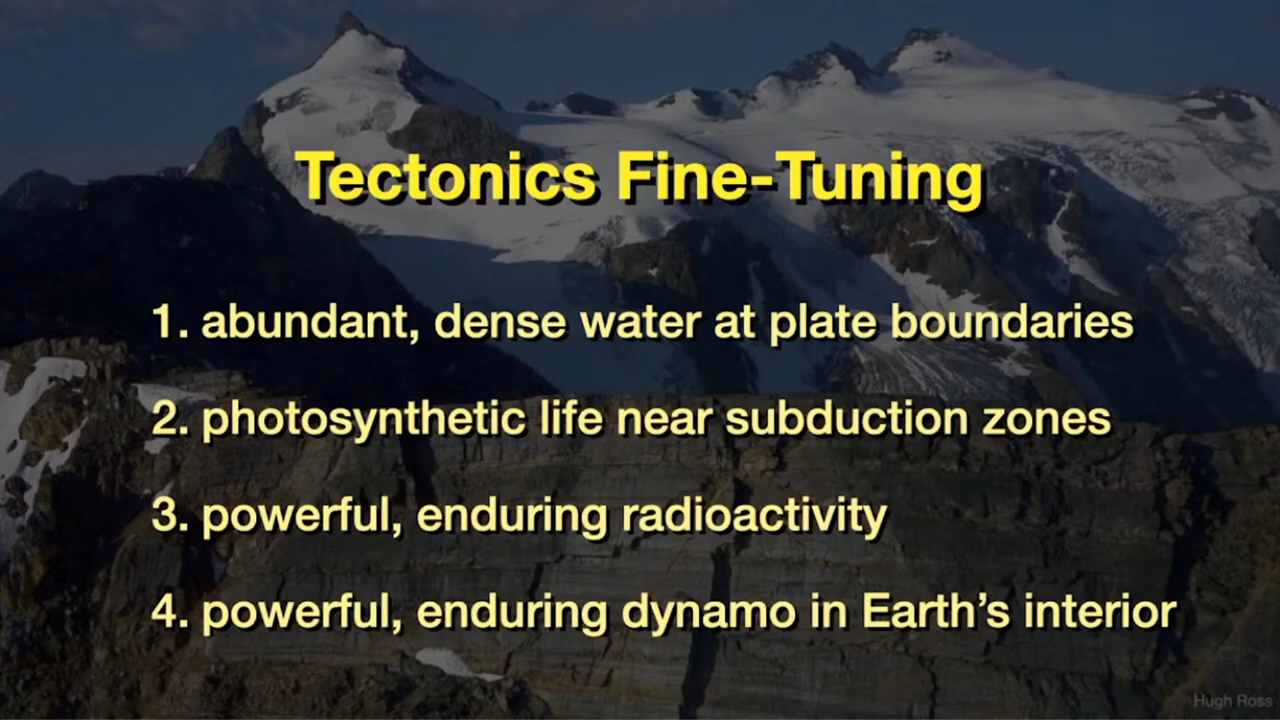 Tectonics Fine-Tuning
1. abundant, dense water at plate boundaries
2. photosynthetic life near subduction zones
3. powerful, enduring radioactivity
4. powerful, enduring dynamo in Earth’s interior
Hugh Ross